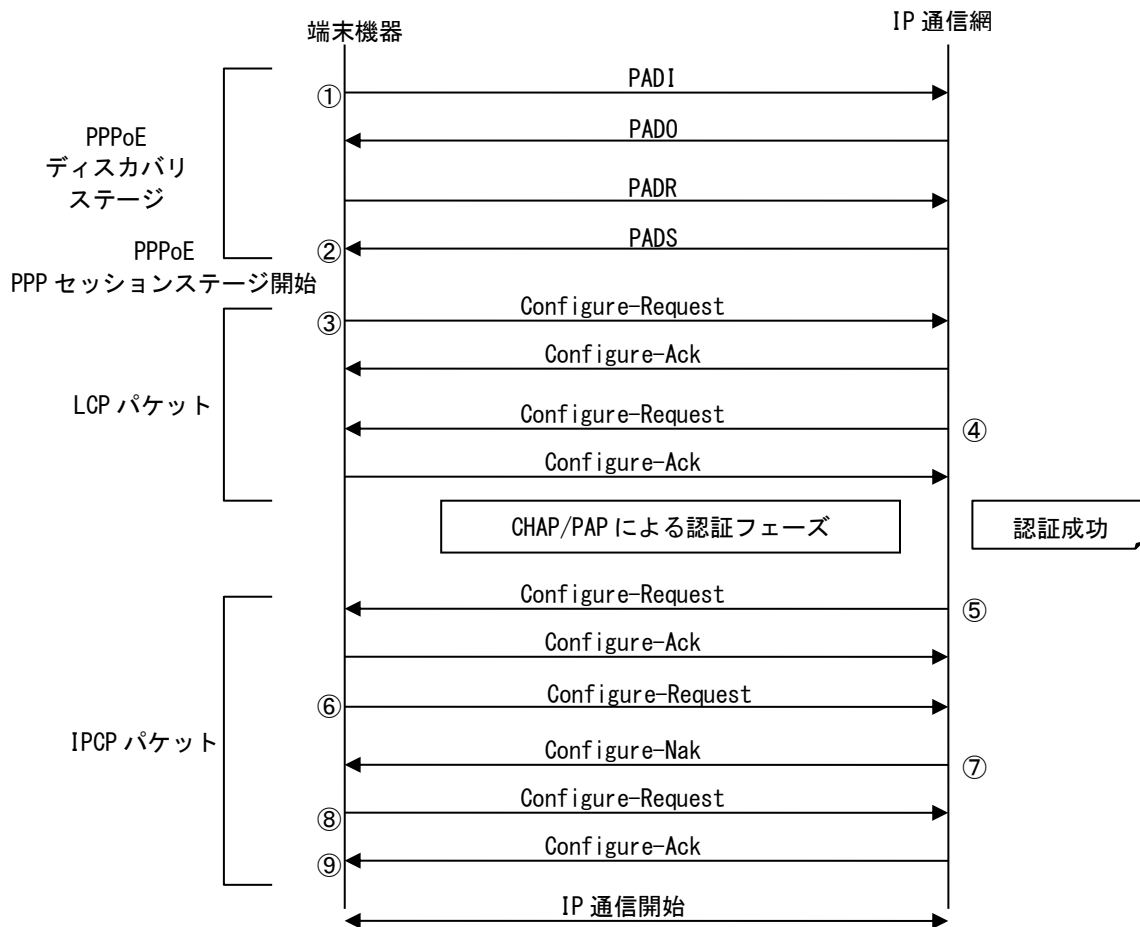 端末機器
IP 通信網
PADI
①
PADO
PPPoE
ディスカバリ
ステージ
PADR
PADS
②
PPPoE
PPP セッションステージ開始
Configure-Request
③
Configure-Ack
LCP パケット
Configure-Request
④
Configure-Ack
CHAP/PAP による認証フェーズ
認証成功
Configure-Request
⑤
Configure-Ack
Configure-Request
⑥
IPCP パケット
Configure-Nak
⑦
Configure-Request
⑧
Configure-Ack
⑨
IP 通信開始